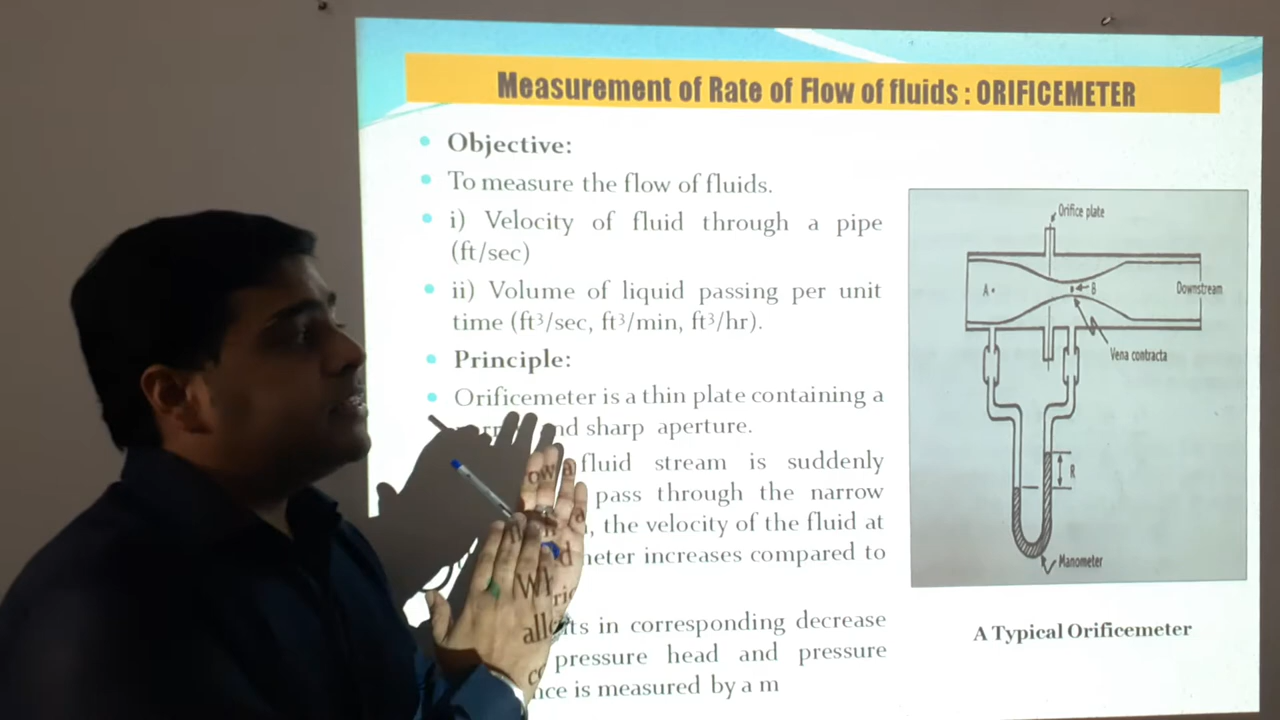 Measurement of Rate of Flow of fluids : ORIFICEMETER
Objective:
To measure the flow of fluids.
i) Velocity of fluid through a pipe
(ft/sec)
ii) Volume of liquid passing per unit
time (ft³/sec, ft³/min, ft³/hr).
Principle:
Orificemeter is a thin plate containing a
sharp aperture.
fluid stream is suddenly
pass through the narrow
the velocity of the fluid at
increases compared to
in corresponding decrease
pressure head and pressure
is measured by a m
Orifice plate
A
B
Downstream
Vena contracta
R
Manometer
A Typical Orificemeter